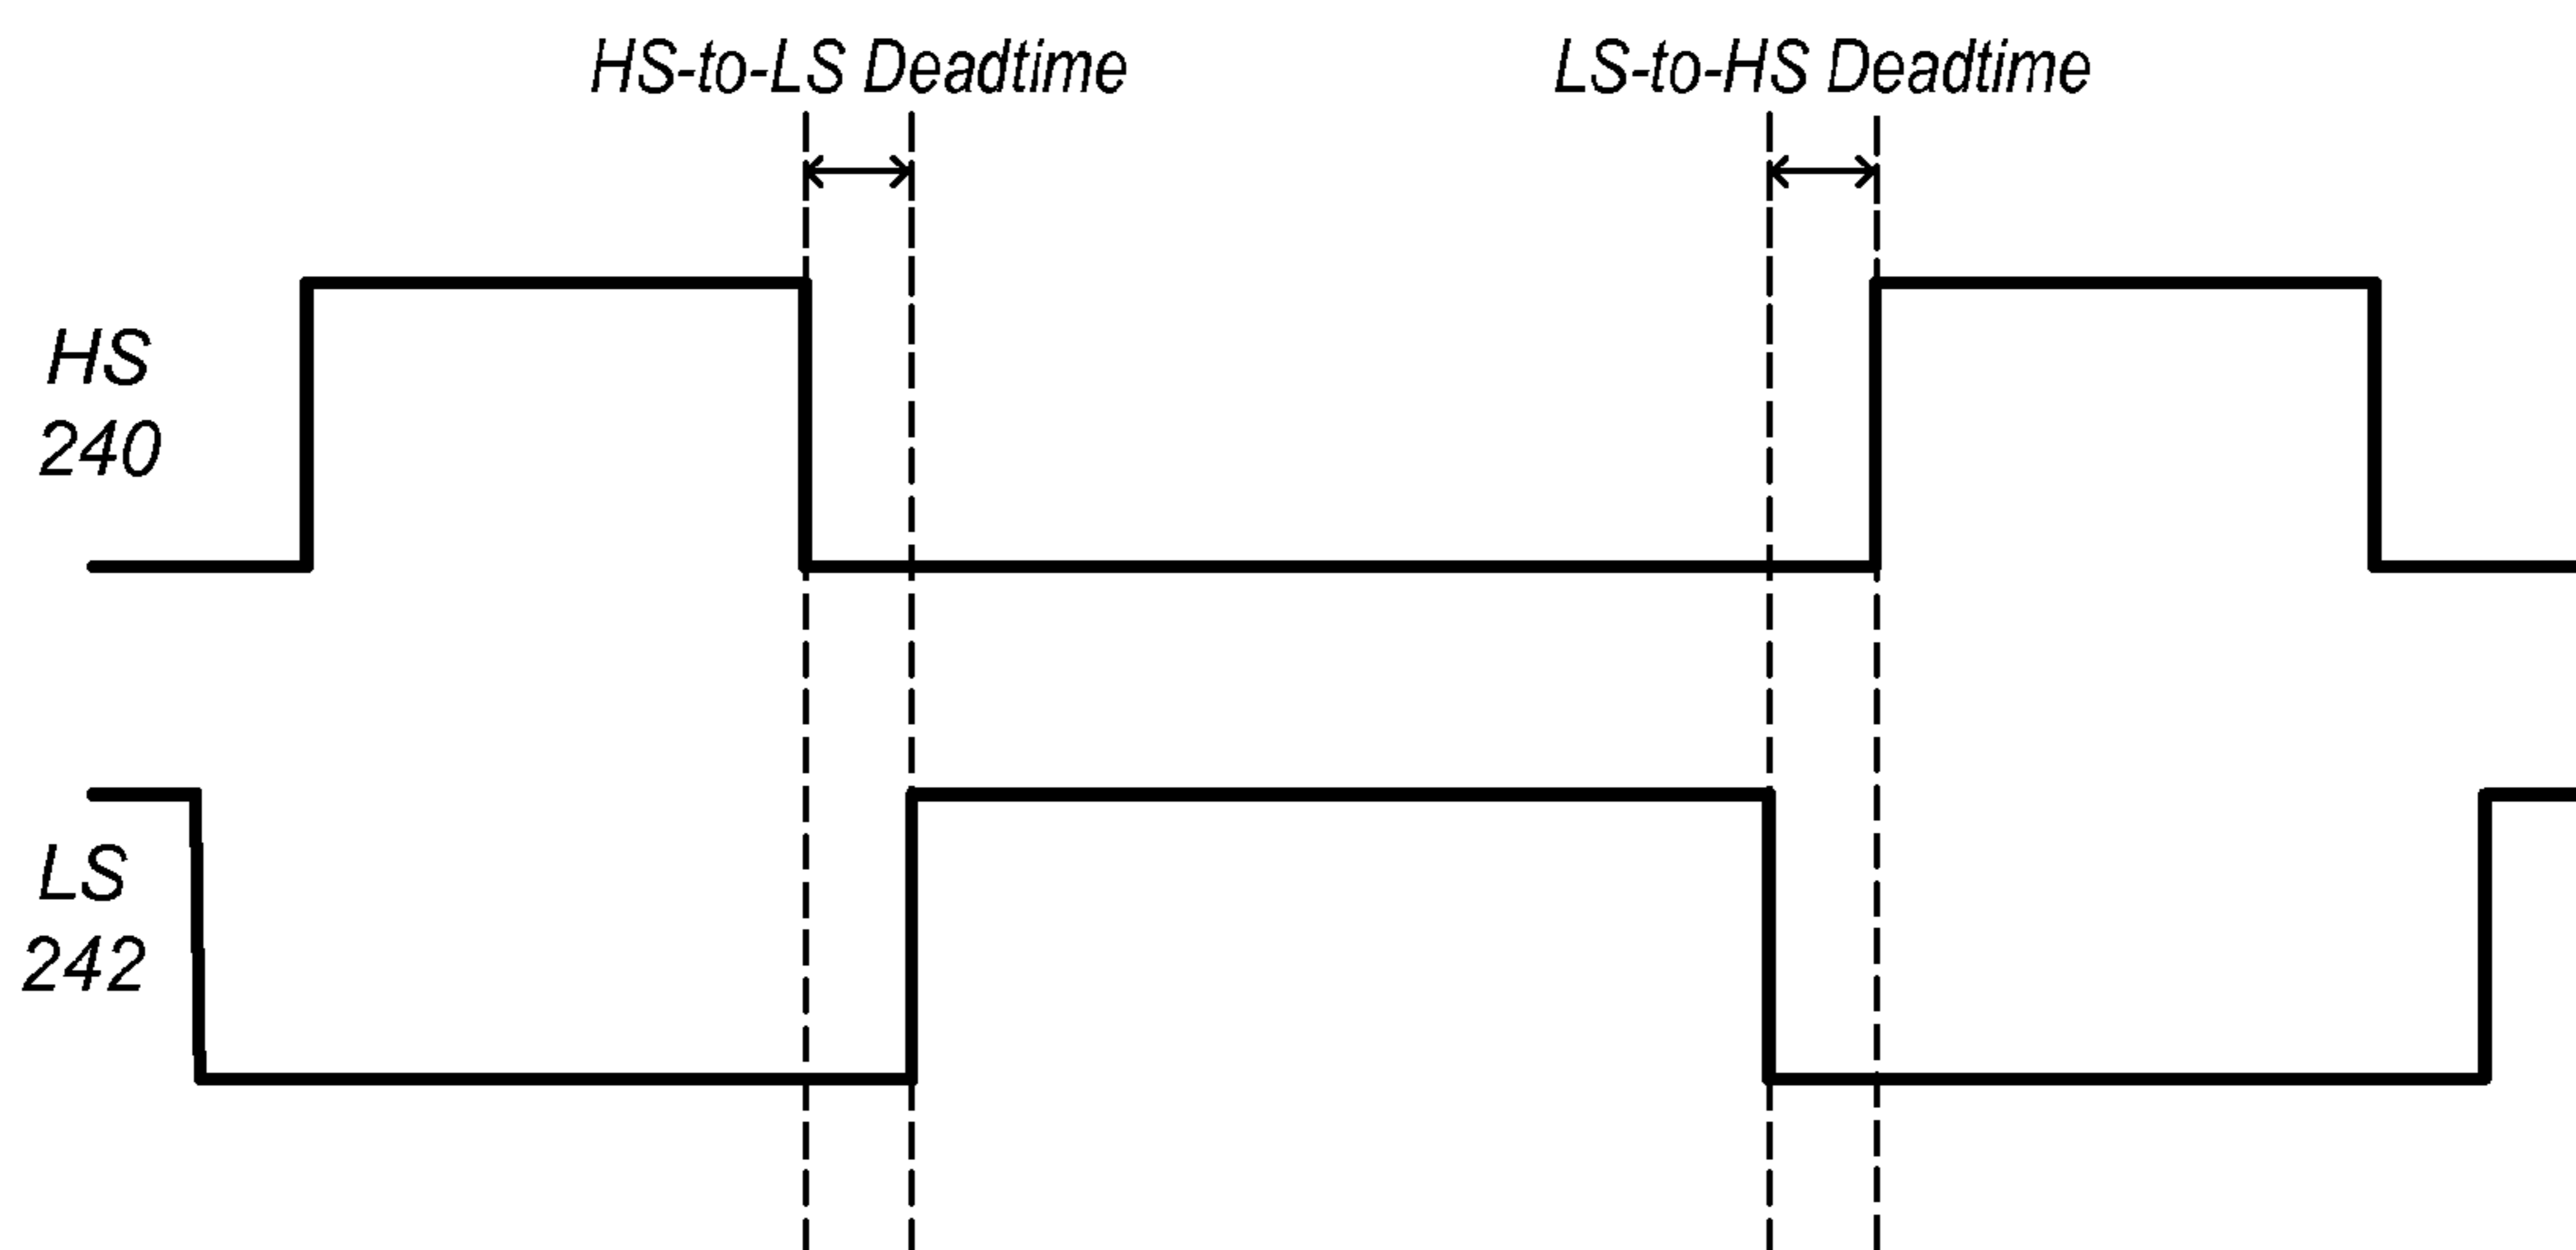 HS-to-LS Deadtime
LS-to-HS Deadtime
HS
240
LS
242